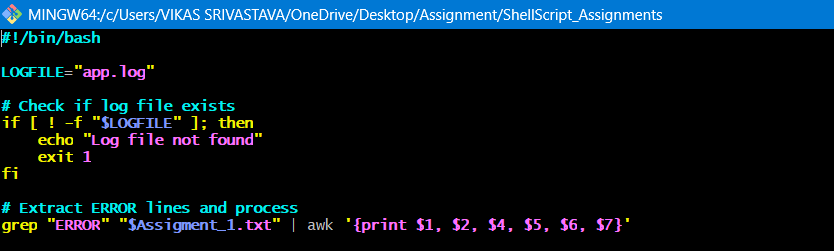 MINGW64:/c/Users/VIKAS SRIVASTAVA/OneDrive/Desktop/Assignment/ShellScript_Assignments
#!/bin/bash
LOGFILE="app.log"
# Check if log file exists
if [ ! -f "$LOGFILE" ]; then
    echo "Log file not found"
    exit 1
fi
# Extract ERROR lines and process
grep "ERROR" "$Assigment_1.txt" | awk '{print $1, $2, $4, $5, $6, $7}'